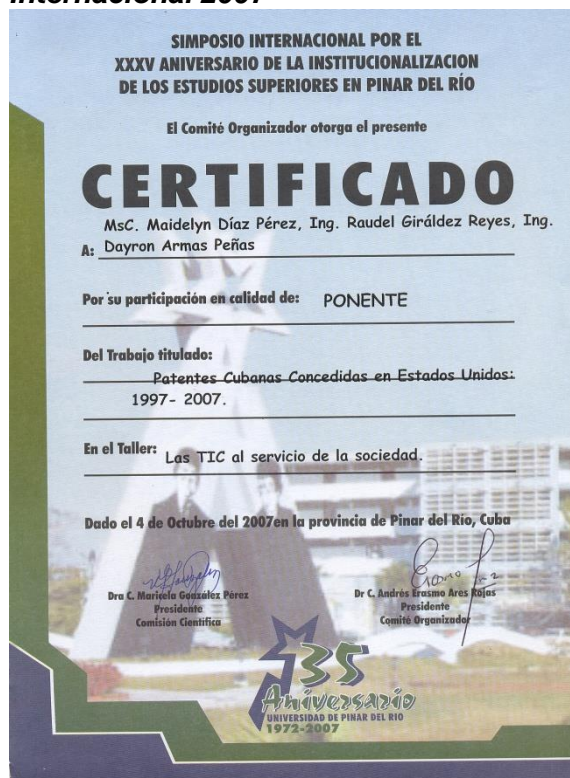 Internacional 2007
SIMPOSIO INTERNACIONAL POR EL
XXXV ANIVERSARIO DE LA INSTITUCIONALIZACION
DE LOS ESTUDIOS SUPERIORES EN PINAR DEL RÍO
El Comité Organizador otorga el presente
CERTIFICADO
MsC. Maidelyn Díaz Pérez, Ing. Raudel Giráldez Reyes, Ing.
A: Dayron Armas Peñas
Por su participación en calidad de: PONENTE
Del Trabajo titulado:
Patentes Cubanas Concedidas en Estados Unidos:
1997- 2007.
En el Taller: Las TIC al servicio de la sociedad.
Dado el 4 de Octubre del 2007en la provincia de Pinar del Río, Cuba
Dra C. Maricela González Pérez
Presidente
Comisión Científica
Dr C. Andrés Erasmo Ares Rojas
Presidente
Comité Organizador
35
Aniversario
UNIVERSIDAD DE PINAR DEL RIO
1972-2007